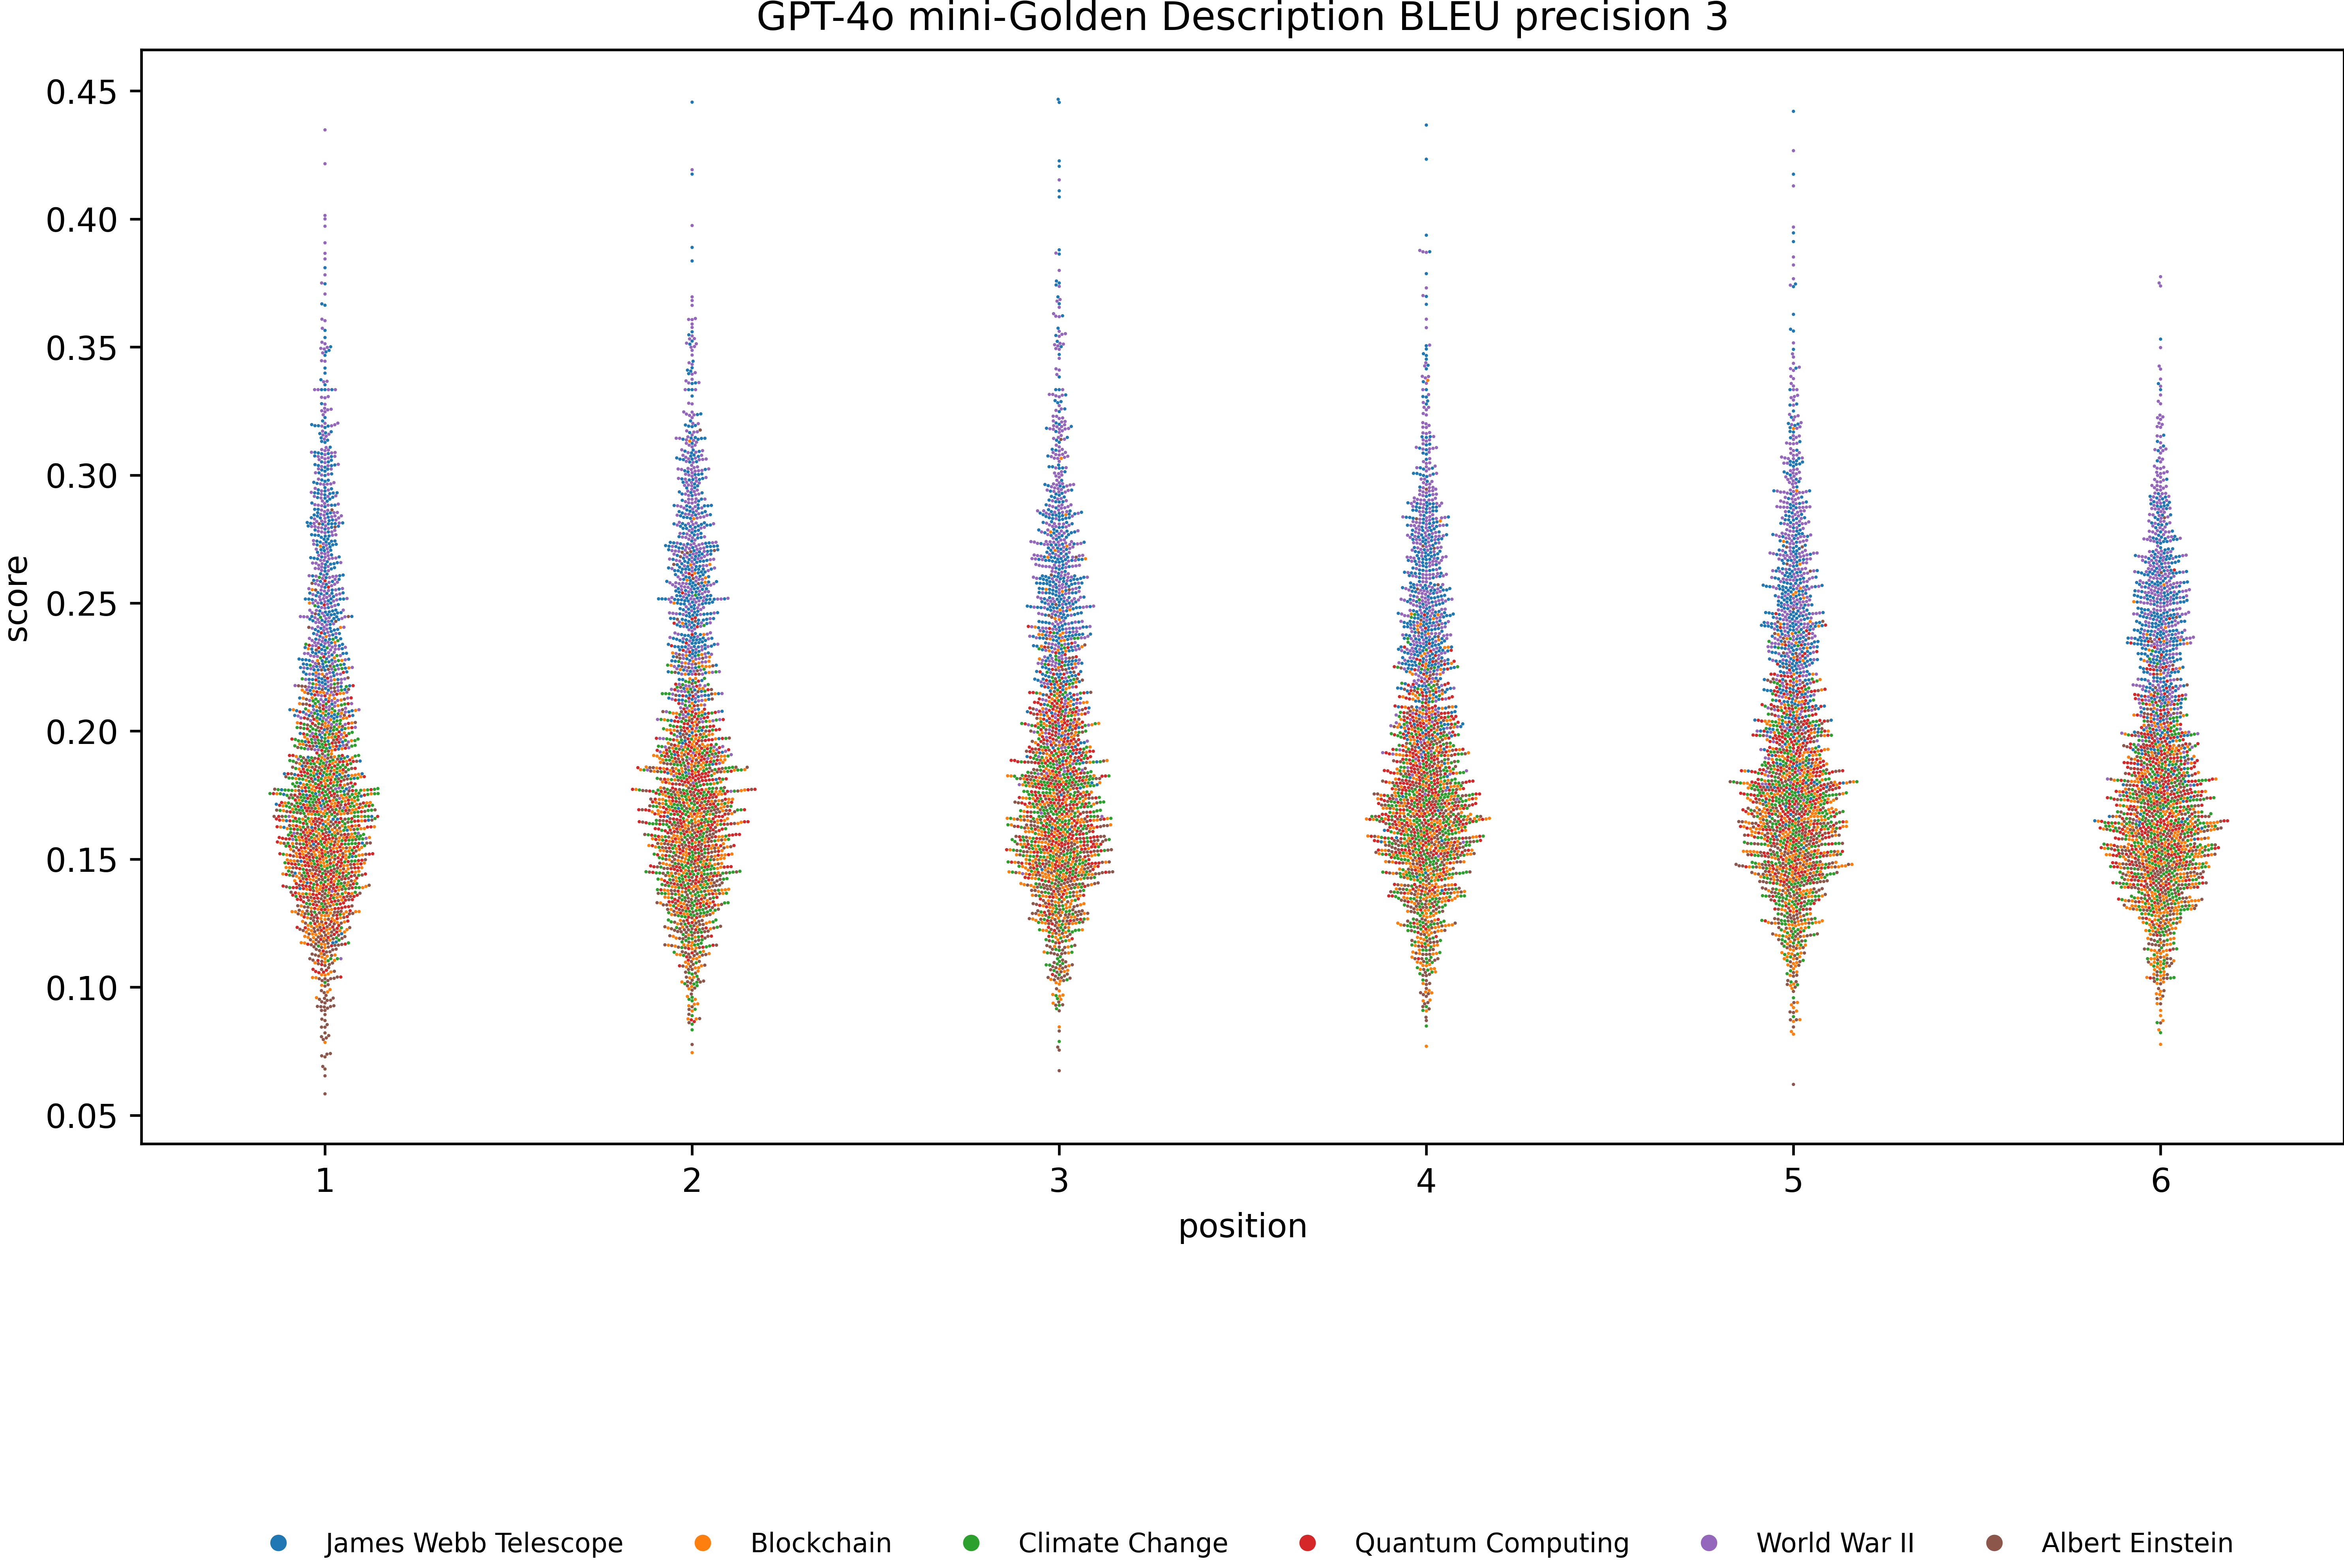 GPT-4o mini-Golden Description BLEU precision 3
0.45
0.40
0.35
0.30
0.25
0.20
0.15
0.10
0.05
score
1 2 3 4 5 6
position
James Webb Telescope Blockchain Climate Change Quantum Computing World War II Albert Einstein